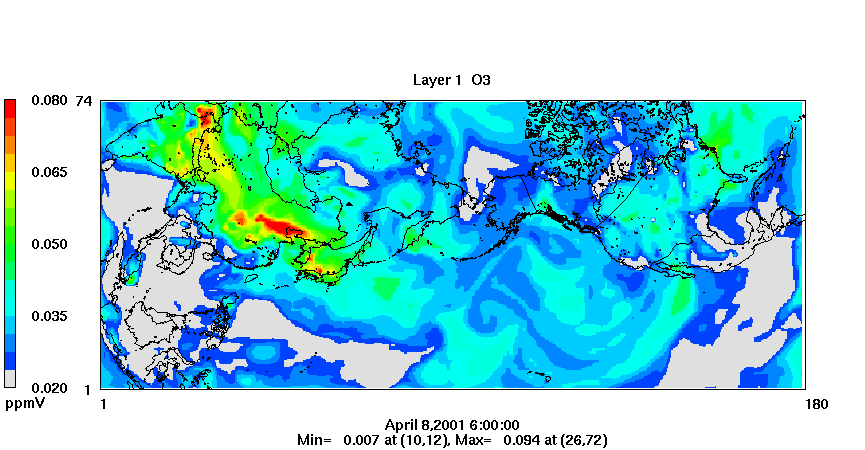 Layer 1 O3
0.080
74
0.065
0.050
0.035
0.020
1
ppmV
1
180
April 8,2001 6:00:00
Min= 0.007 at (10,12), Max= 0.094 at (26,72)